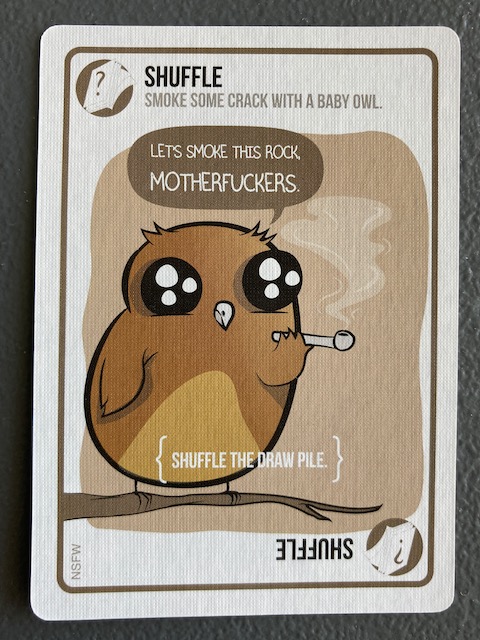 ?
SHUFFLE
SMOKE SOME CRACK WITH A BABY OWL.
LET'S SMOKE THIS ROCK,
MOTHERFUCKERS.
{ SHUFFLE THE DRAW PILE. }
NSFW
SHUFFLE
?